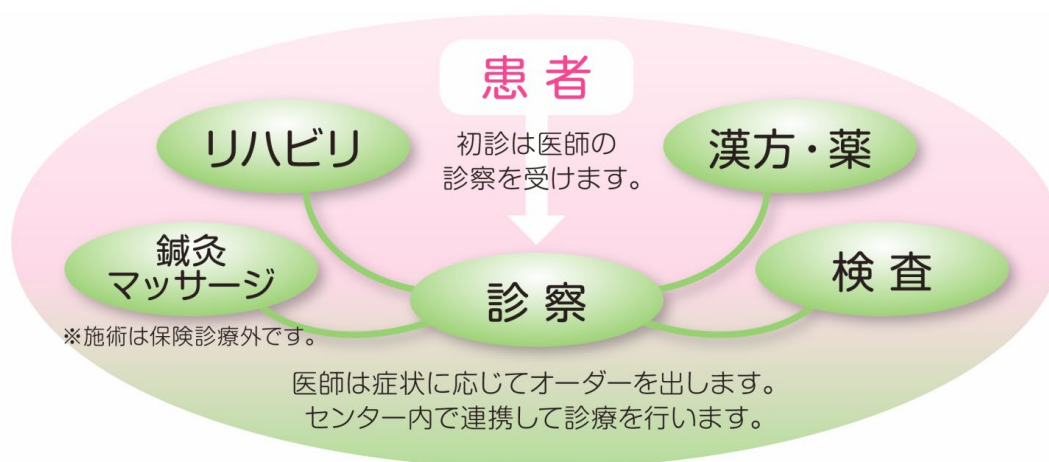 患者
初診は医師の
診察を受けます。
リハビリ
漢方・薬
鍼灸
マッサージ
※施術は保険診療外です。
診察
検査
医師は症状に応じてオーダーを出します。
センター内で連携して診療を行います。